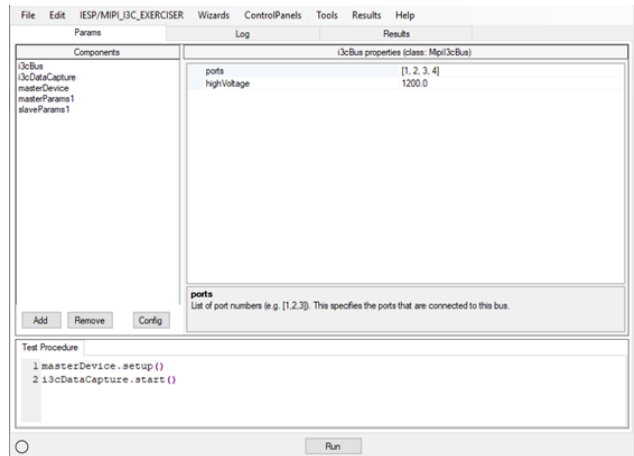 File Edit IESP/MIPI_I3C_EXERCISER Wizards ControlPanels Tools Results Help
Params Log Results
Components
i3cBus
i3cDataCapture
masterDevice
masterParams1
slaveParams1
Add Remove Config
i3cBus properties (class: MipiI3cBus)
ports [1, 2, 3, 4]
highVoltage 1200.0
ports
List of port numbers (e.g. [1,2,3]). This specifies the ports that are connected to this bus.
Test Procedure
1 masterDevice.setup()
2 i3cDataCapture.start()
Run